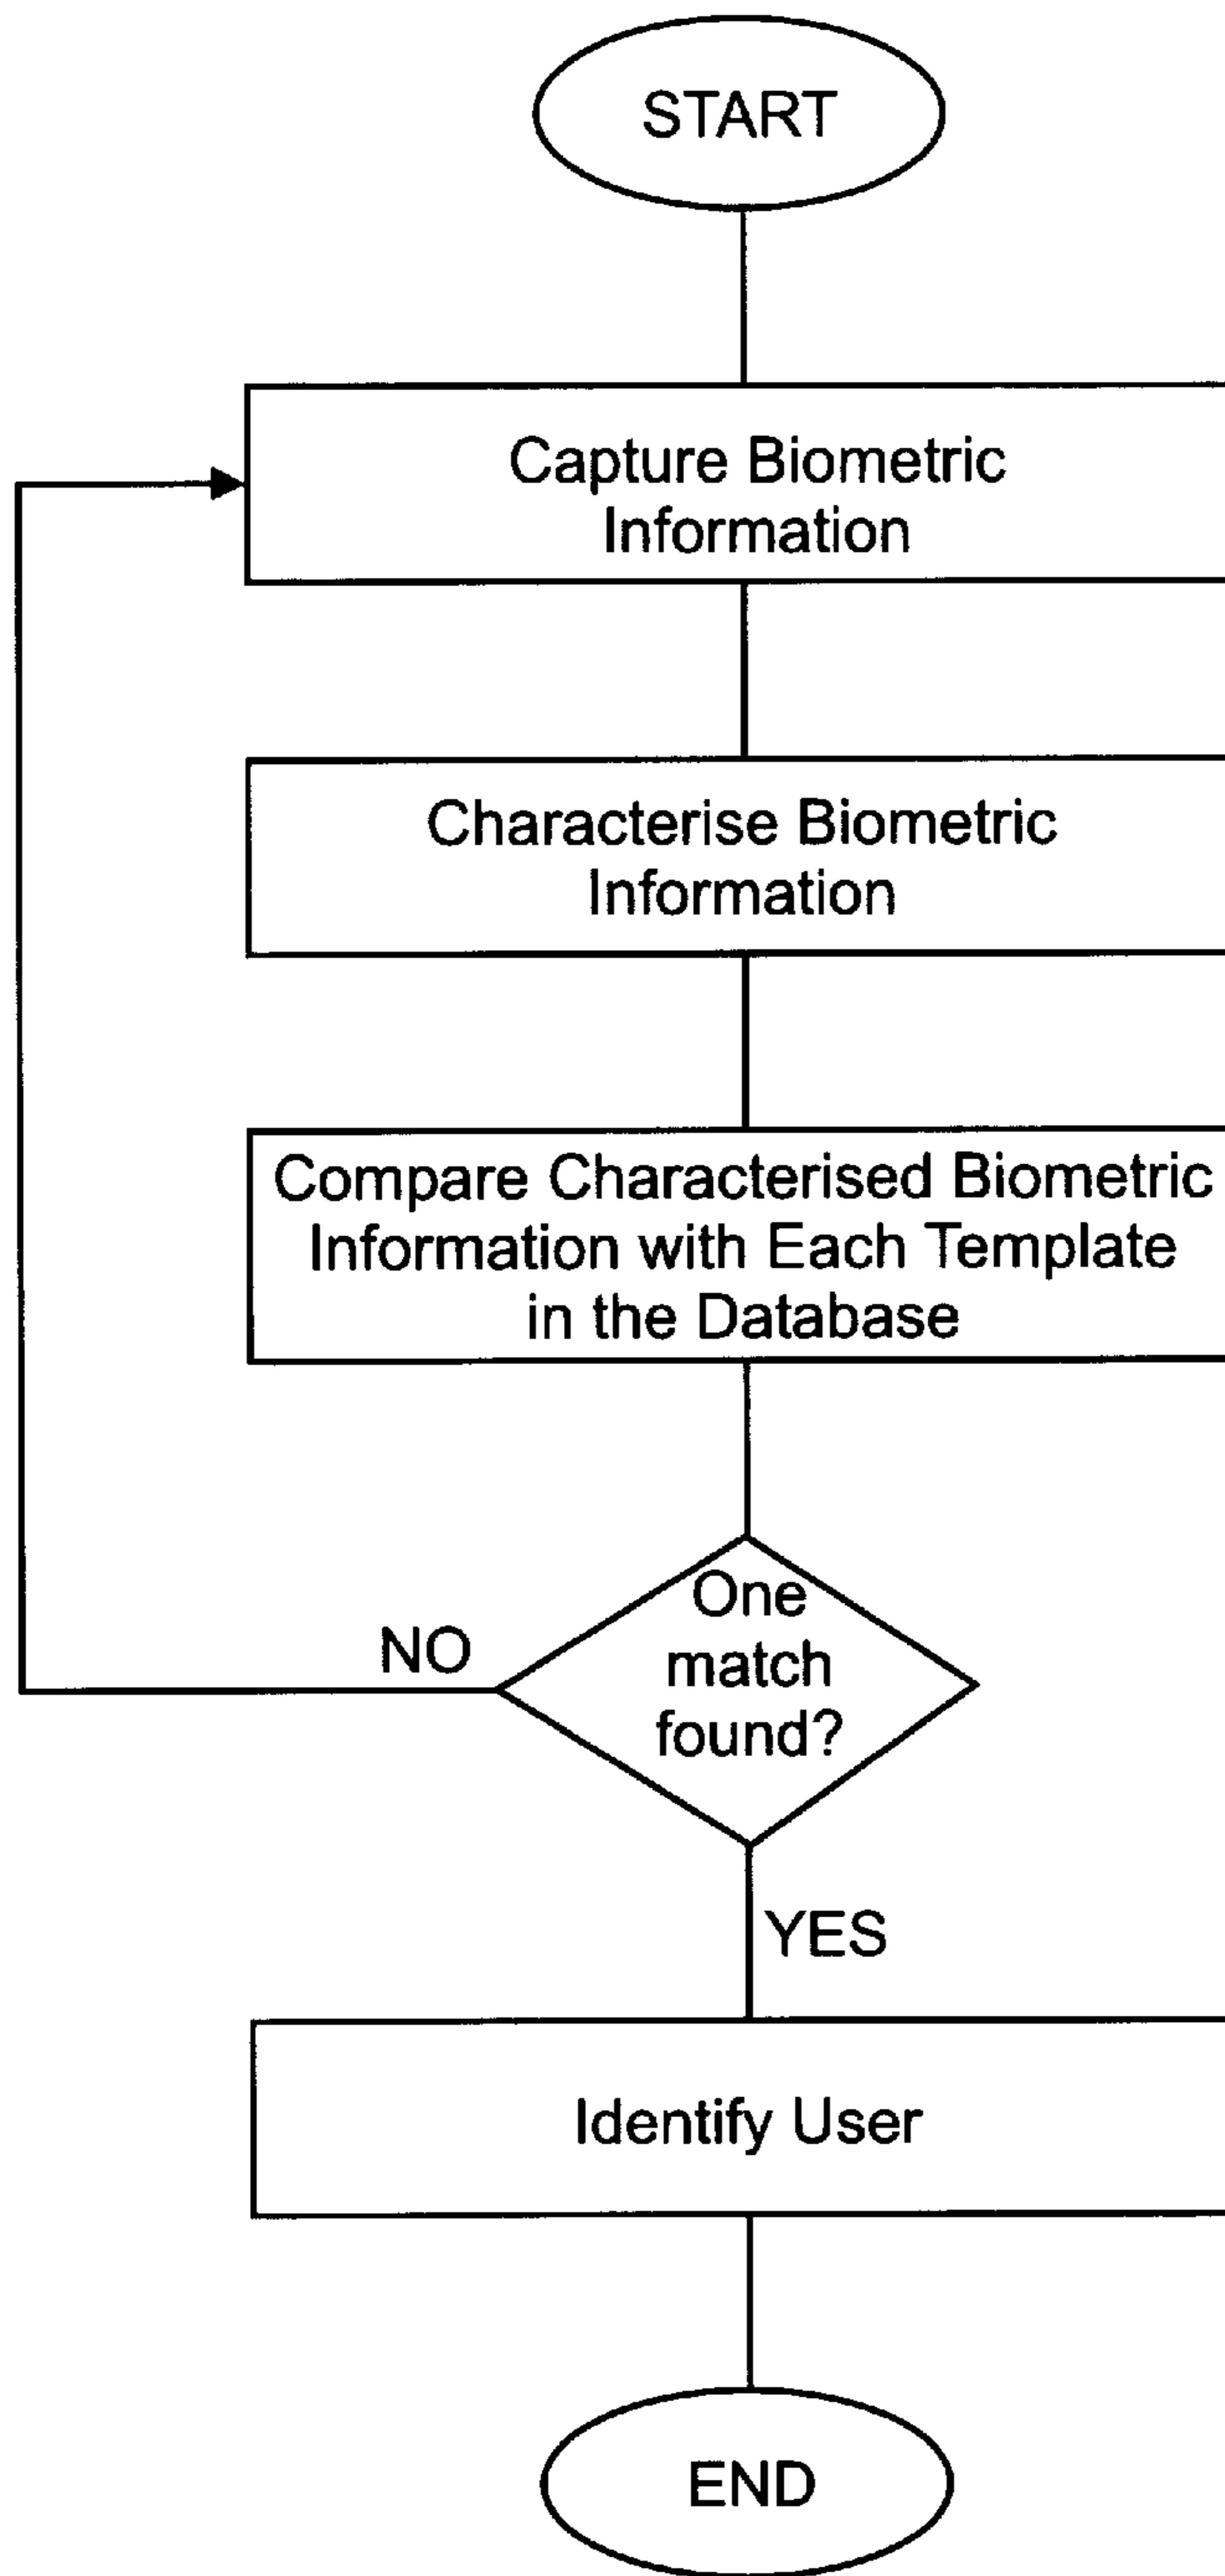 START
Capture Biometric
Information
Characterise Biometric
Information
Compare Characterised Biometric
Information with Each Template
in the Database
One
match
found?
NO
YES
Identify User
END